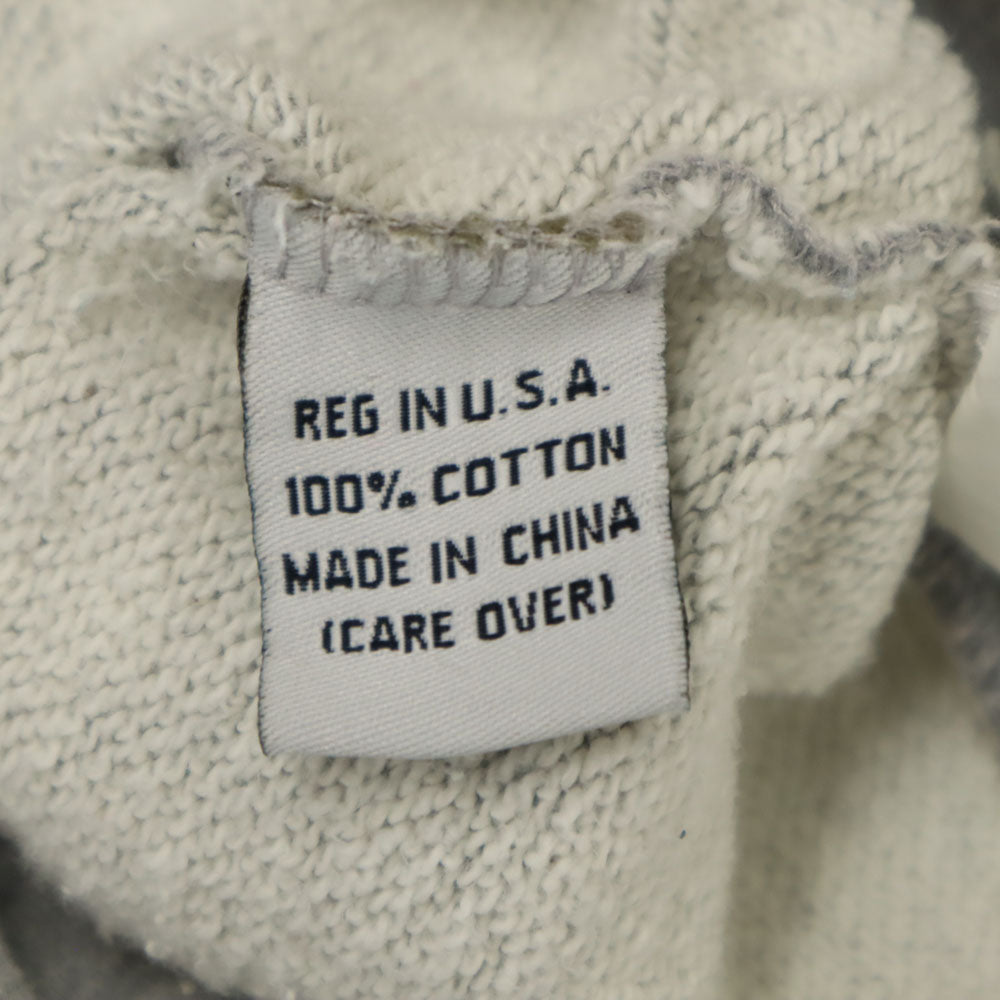 REG IN U.S.A.
100% COTTON
MADE IN CHINA
(CARE OVER)